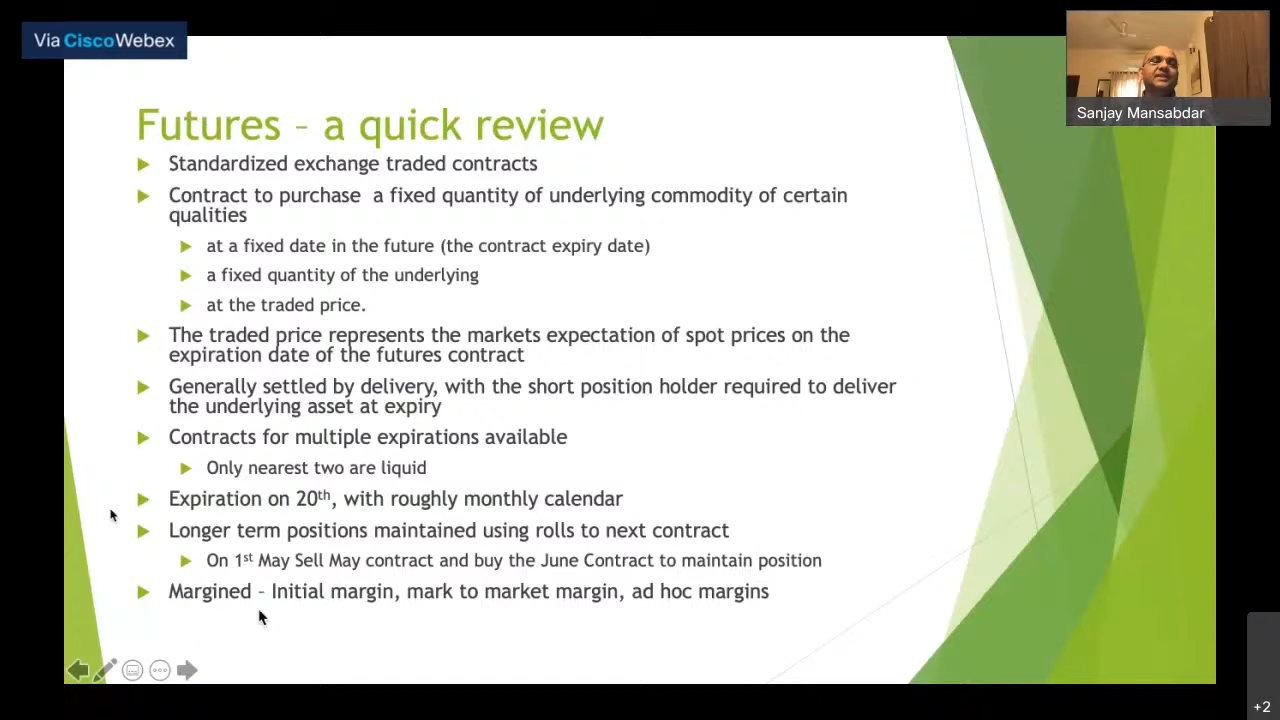 Via Cisco Webex
Sanjay Mansabdar
Futures – a quick review
Standardized exchange traded contracts
Contract to purchase a fixed quantity of underlying commodity of certain
qualities
at a fixed date in the future (the contract expiry date)
a fixed quantity of the underlying
at the traded price.
The traded price represents the markets expectation of spot prices on the
expiration date of the futures contract
Generally settled by delivery, with the short position holder required to deliver
the underlying asset at expiry
Contracts for multiple expirations available
Only nearest two are liquid
Expiration on 20th, with roughly monthly calendar
Longer term positions maintained using rolls to next contract
On 1st May Sell May contract and buy the June Contract to maintain position
Margined – Initial margin, mark to market margin, ad hoc margins
+2